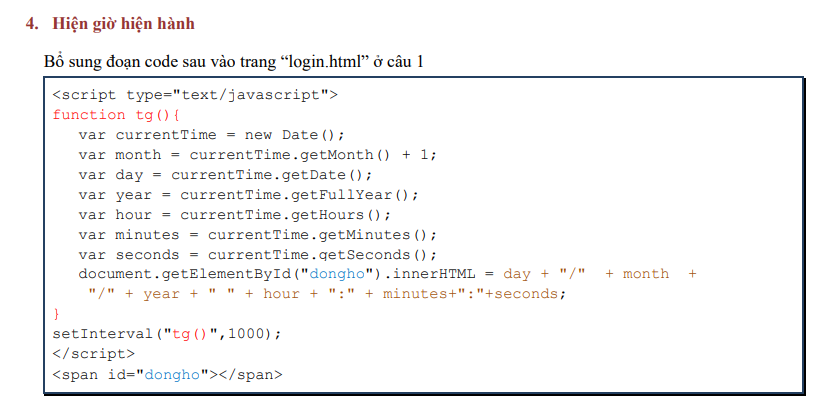 4. Hiện giờ hiện hành
Bổ sung đoạn code sau vào trang “login.html” ở câu 1
<script type="text/javascript">
function tg(){
var currentTime = new Date();
var month = currentTime.getMonth() + 1;
var day = currentTime.getDate();
var year = currentTime.getFullYear();
var hour = currentTime.getHours();
var minutes = currentTime.getMinutes();
var seconds = currentTime.getSeconds();
document.getElementById("dongho").innerHTML = day + "/" + month +
"/" + year + " " + hour + ":" + minutes+":"+seconds;
}
setInterval("tg()",1000);
</script>
<span id="dongho"></span>